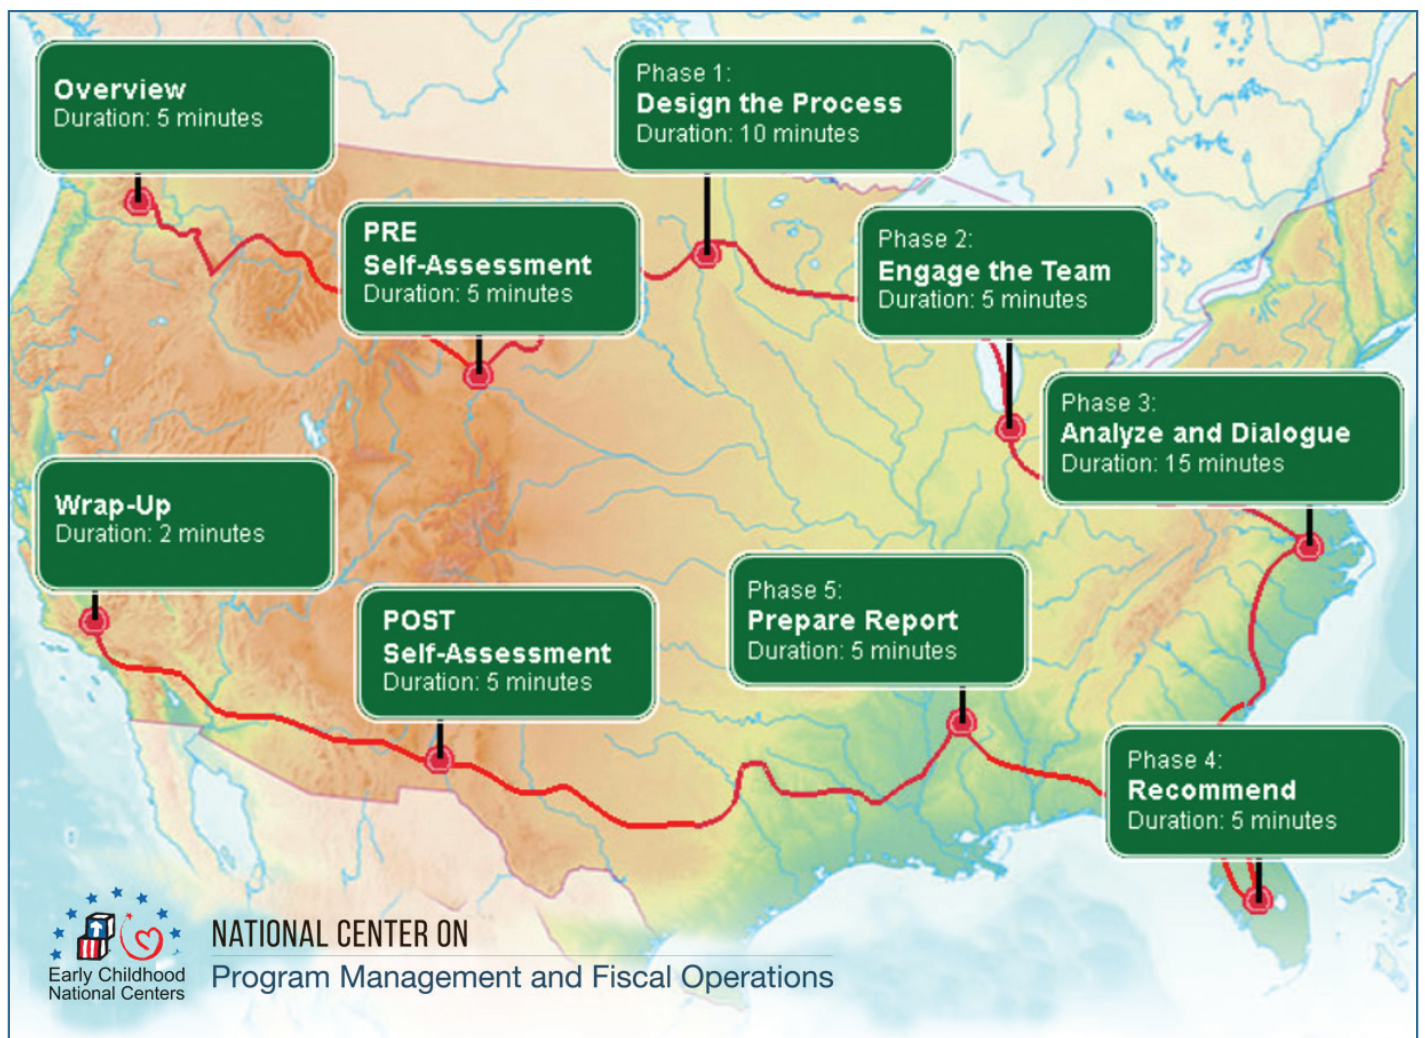 Overview
Duration: 5 minutes
PRE
Self-Assessment
Duration: 5 minutes
Phase 1:
Design the Process
Duration: 10 minutes
Phase 2:
Engage the Team
Duration: 5 minutes
Phase 3:
Analyze and Dialogue
Duration: 15 minutes
Phase 4:
Recommend
Duration: 5 minutes
Phase 5:
Prepare Report
Duration: 5 minutes
POST
Self-Assessment
Duration: 5 minutes
Wrap-Up
Duration: 2 minutes
Early Childhood
National Centers
NATIONAL CENTER ON
Program Management and Fiscal Operations